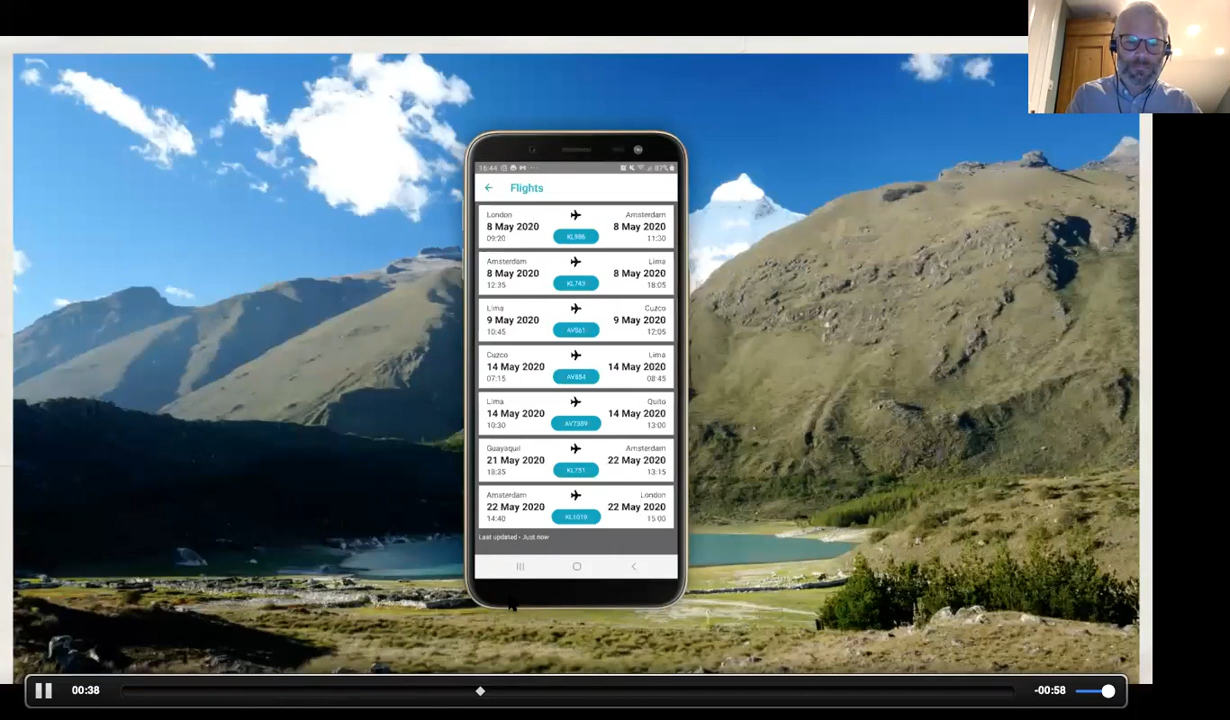 16:44
87%
Flights
London Amsterdam
8 May 2020 8 May 2020
09:20 KL986 11:30
Amsterdam Lima
8 May 2020 8 May 2020
12:35 KL743 18:05
Lima Cuzco
9 May 2020 9 May 2020
10:45 AV861 12:05
Cuzco Lima
14 May 2020 14 May 2020
07:15 AV854 08:45
Lima Quito
14 May 2020 14 May 2020
10:30 AV7389 13:00
Guayaquil Amsterdam
21 May 2020 22 May 2020
18:35 KL751 13:15
Amsterdam London
22 May 2020 22 May 2020
14:40 KL1019 15:00
Last updated - Just now
00:38
-00:58